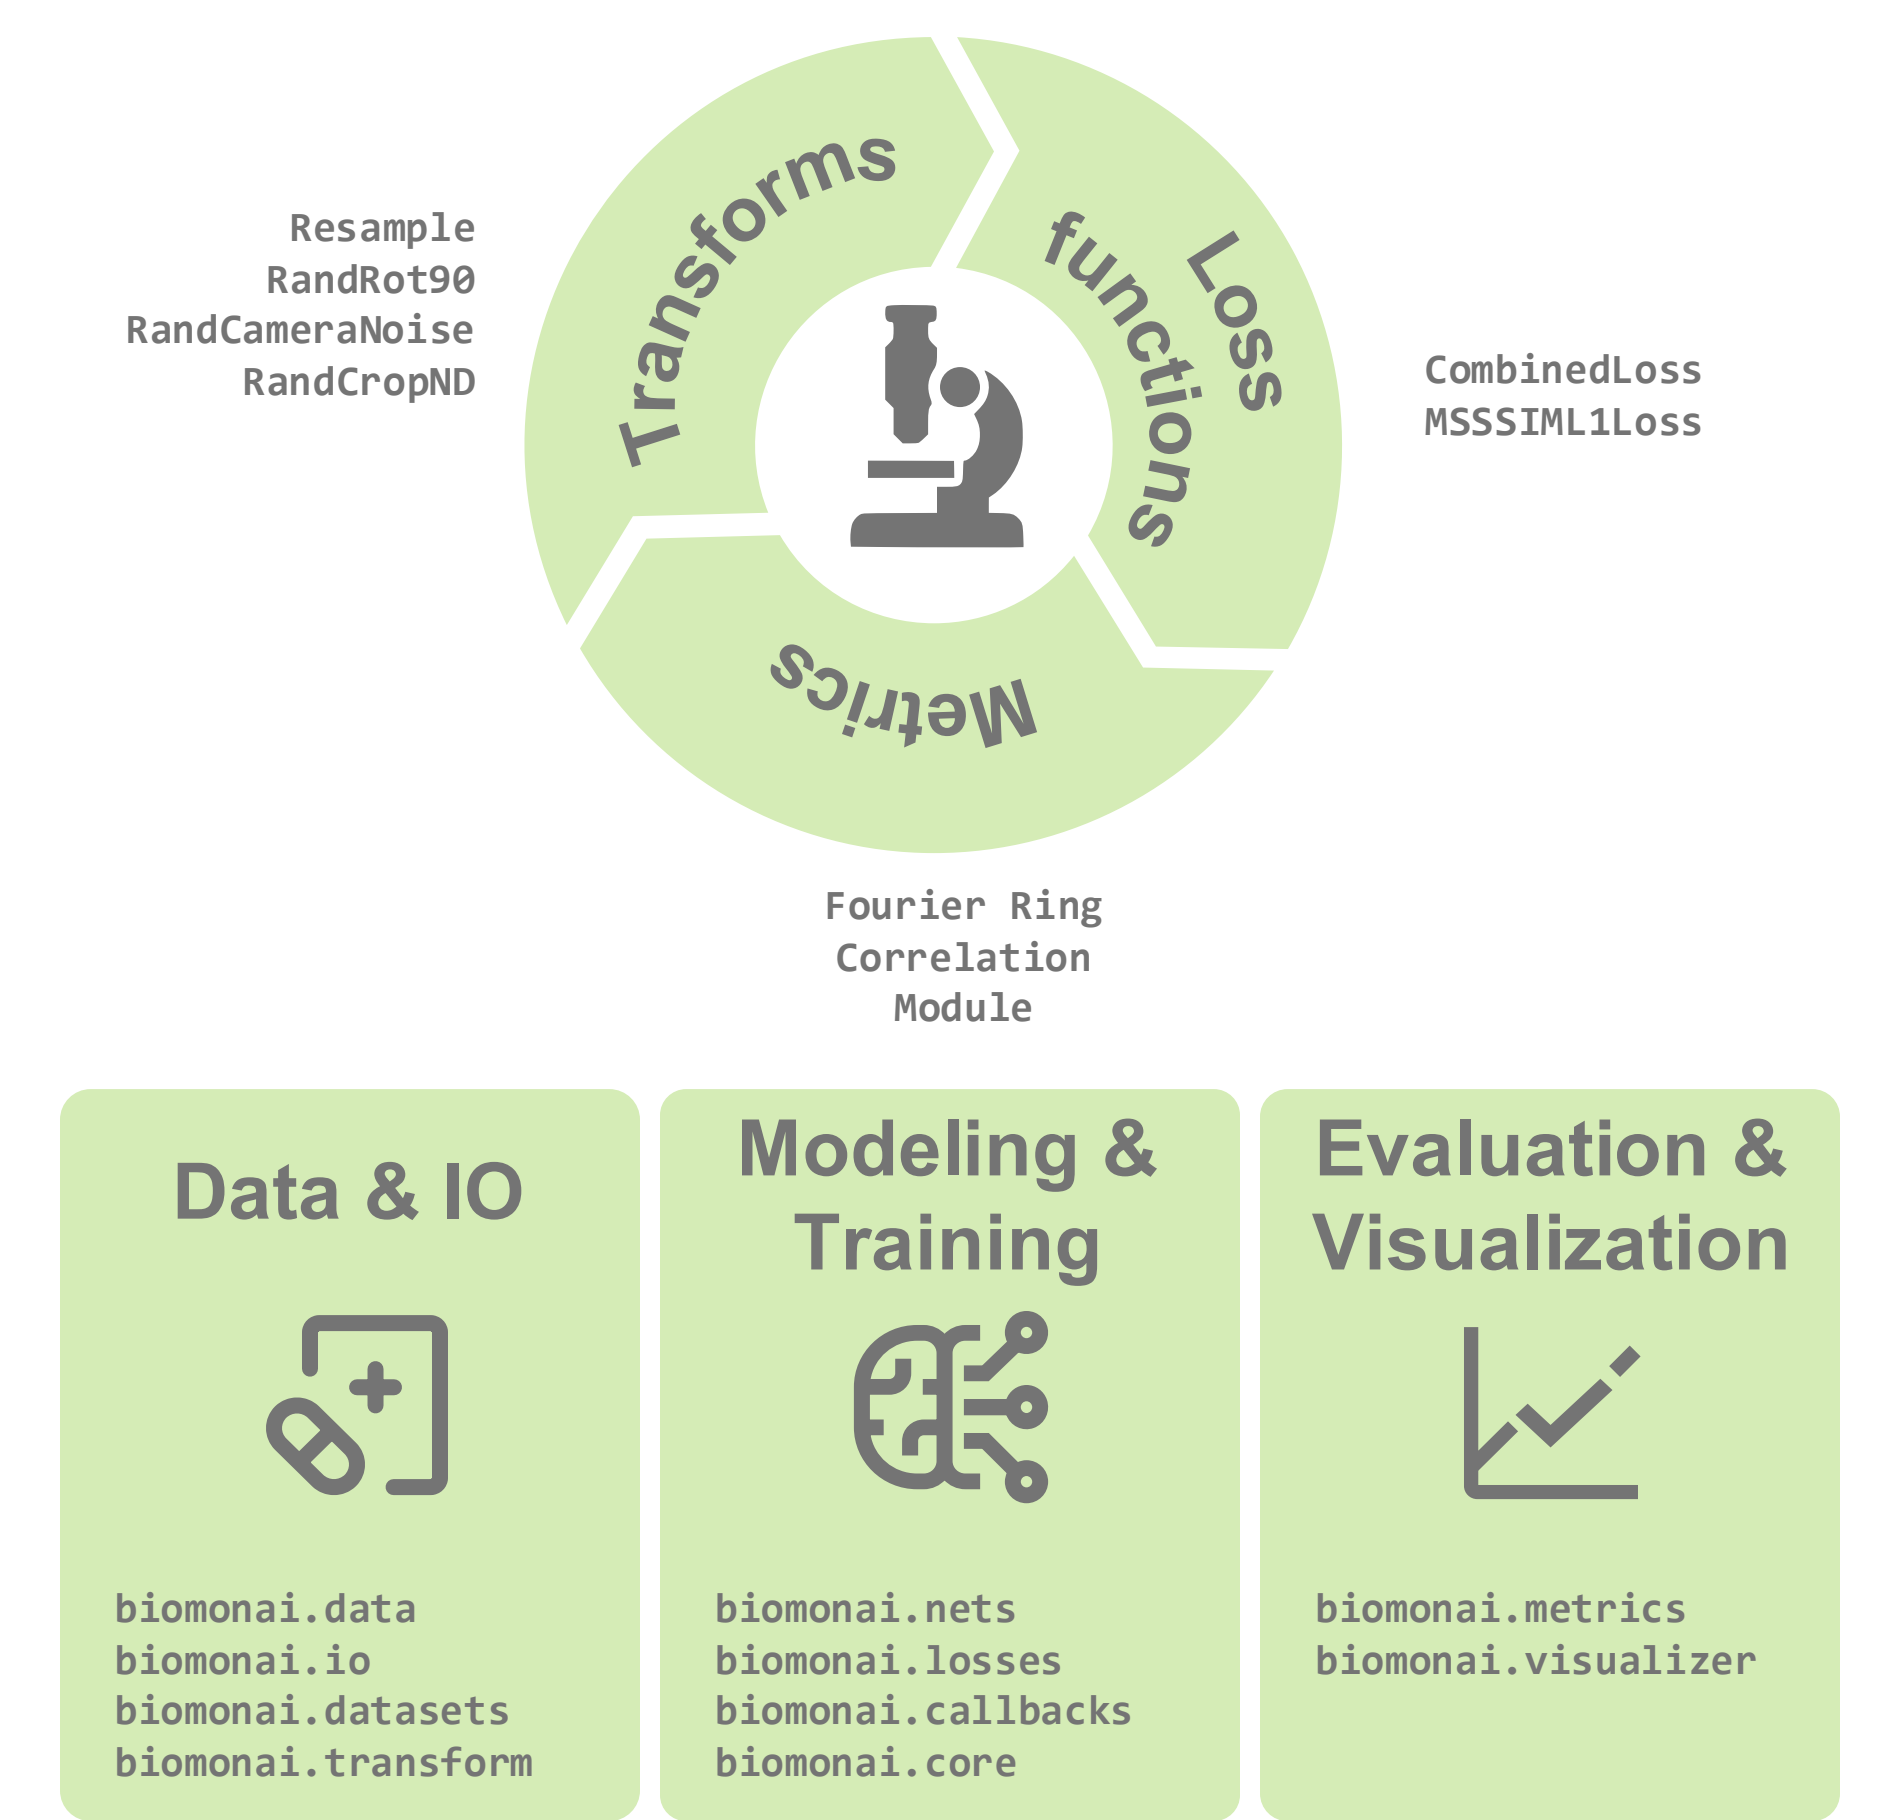 Transforms
Loss
functions
Metrics
Resample
RandRot90
RandCameraNoise
RandCropND
CombinedLoss
MSSSIML1Loss
Fourier Ring
Correlation
Module
Data & IO
biomonai.data
biomonai.io
biomonai.datasets
biomonai.transform
Modeling &
Training
biomonai.nets
biomonai.losses
biomonai.callbacks
biomonai.core
Evaluation &
Visualization
biomonai.metrics
biomonai.visualizer